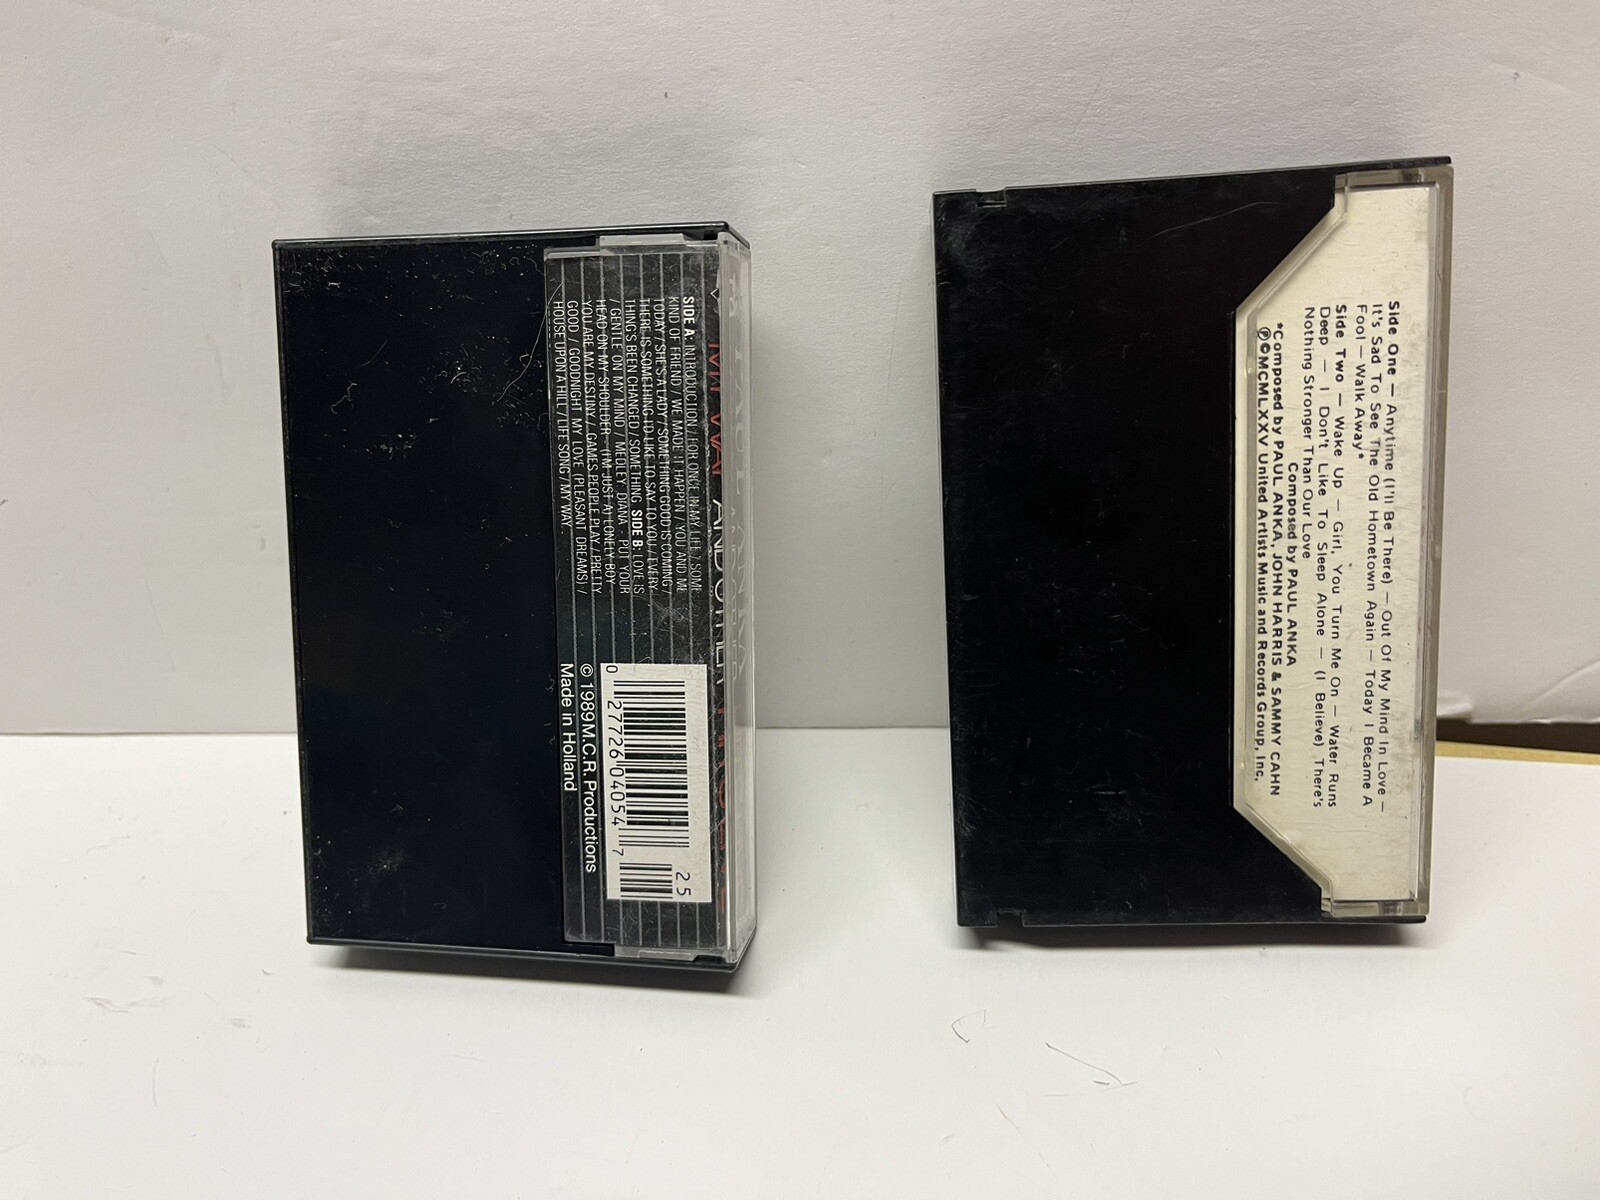 PAUL ANKA
MY WAY AND OTHER
SIDE A: INTRODUCTION / FOR ONCE IN MY LIFE / SOME
KIND OF FRIEND / WE MADE IT HAPPEN / YOU AND ME
TODAY / SHE'S A LADY / SOMETHING GOOD IS COMING /
THERE IS SOMETHING I'D LIKE TO SAY TO YOU / EVERY-
THING'S BEEN CHANGED / SOMETHING SIDE B: LOVE IS
/ GENTLE ON MY MIND / MEDLEY: DIANA - PUT YOUR
HEAD ON MY SHOULDER - (I'M JUST A) LONELY BOY -
YOU ARE MY DESTINY / GAMES PEOPLE PLAY / PRETTY
GOOD / GOODNIGHT MY LOVE (PLEASANT DREAMS) /
HOUSE UPON A HILL / LIFE SONG / MY WAY.
25
0 27726 04054 7
© 1989 M.C.R. Productions
Made in Holland
Side One — Anytime (I'll Be There) — Out Of My Mind In Love —
It's Sad To See The Old Hometown Again — Today I Became A
Fool — Walk Away*
Side Two — Wake Up — Girl, You Turn Me On — Water Runs
Deep — I Don't Like To Sleep Alone — (I Believe) There's
Nothing Stronger Than Our Love
Composed by PAUL ANKA
*Composed by PAUL ANKA, JOHN HARRIS & SAMMY CAHN
℗©MCMLXXV United Artists Music and Records Group, Inc.